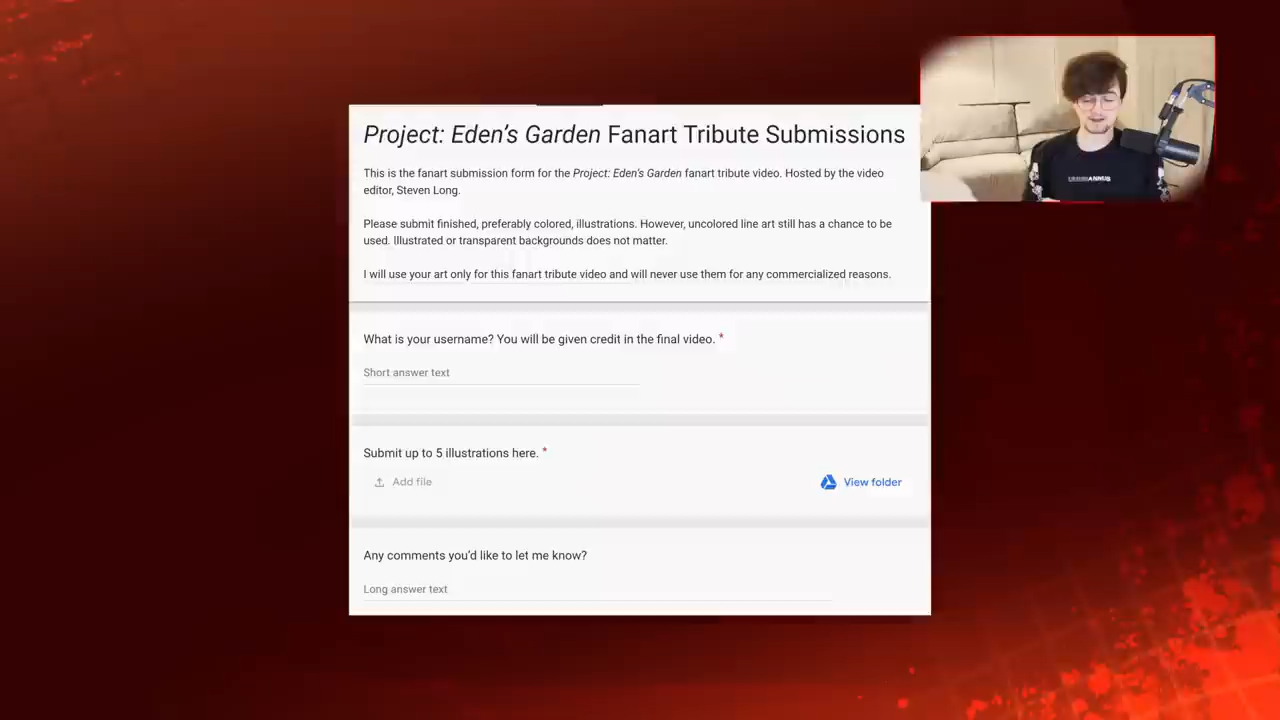 Project: Eden's Garden Fanart Tribute Submissions
This is the fanart submission form for the Project: Eden's Garden fanart tribute video. Hosted by the video
editor, Steven Long.
Please submit finished, preferably colored, illustrations. However, uncolored line art still has a chance to be
used. Illustrated or transparent backgrounds does not matter.
I will use your art only for this fanart tribute video and will never use them for any commercialized reasons.
What is your username? You will be given credit in the final video. *
Short answer text
Submit up to 5 illustrations here. *
Add file
View folder
Any comments you'd like to let me know?
Long answer text